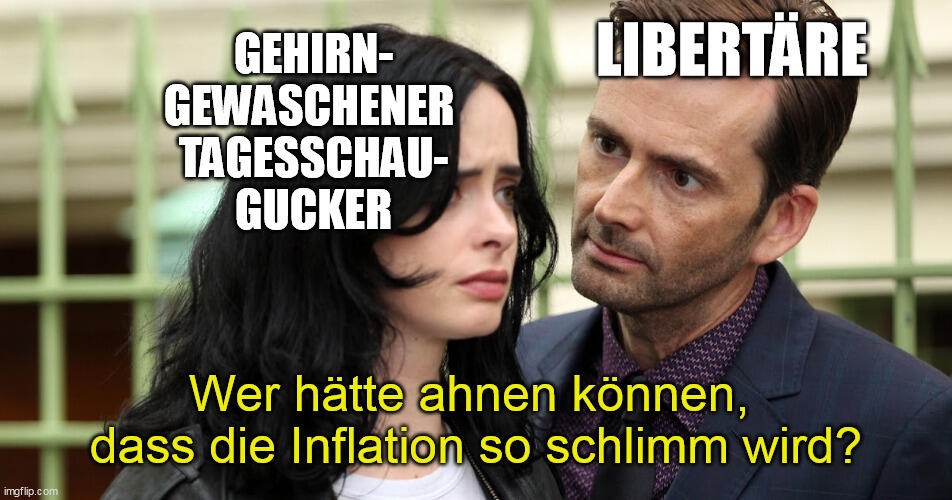 GEHIRN-
GEWASCHENER
TAGESSCHAU-
GUCKER
LIBERTÄRE
Wer hätte ahnen können,
dass die Inflation so schlimm wird?
imgflip.com